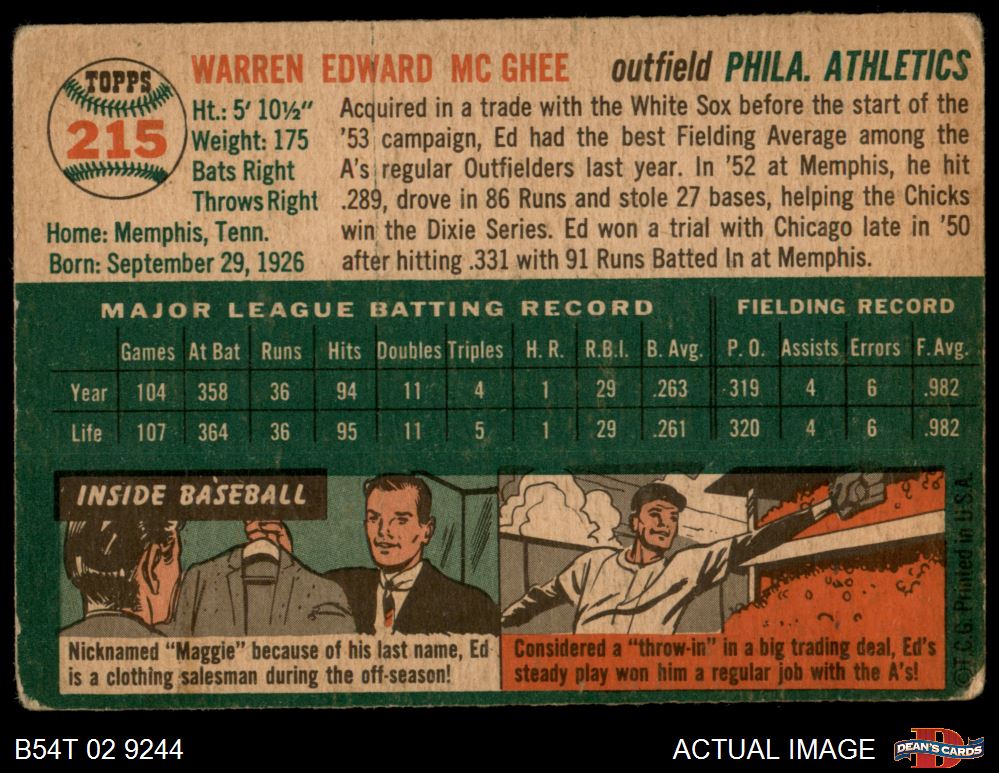 TOPPS
215
WARREN EDWARD MC GHEE outfield PHILA. ATHLETICS
Ht.: 5' 10½"
Weight: 175
Bats Right
Throws Right
Home: Memphis, Tenn.
Born: September 29, 1926
Acquired in a trade with the White Sox before the start of the
'53 campaign, Ed had the best Fielding Average among the
A's regular Outfielders last year. In '52 at Memphis, he hit
.289, drove in 86 Runs and stole 27 bases, helping the Chicks
win the Dixie Series. Ed won a trial with Chicago late in '50
after hitting .331 with 91 Runs Batted In at Memphis.
MAJOR LEAGUE BATTING RECORD FIELDING RECORD
Games At Bat Runs Hits Doubles Triples H. R. R.B.I. B. Avg. P. O. Assists Errors F. Avg.
Year 104 358 36 94 11 4 1 29 .263 319 4 6 .982
Life 107 364 36 95 11 5 1 29 .261 320 4 6 .982
INSIDE BASEBALL
Nicknamed "Maggie" because of his last name, Ed
is a clothing salesman during the off-season!
Considered a "throw-in" in a big trading deal, Ed's
steady play won him a regular job with the A's!
©T.C.G. Printed in U.S.A.
B54T 02 9244 ACTUAL IMAGE
DEAN'S CARDS